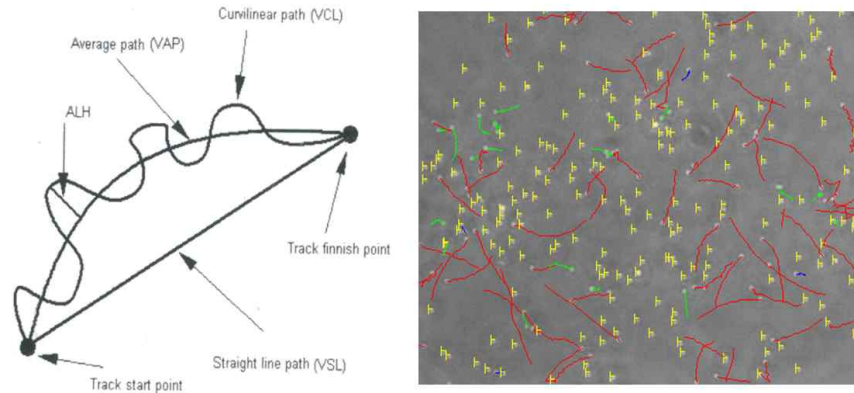 Curvilinear path (VCL)
Average path (VAP)
ALH
Track finnish point
Straight line path (VSL)
Track start point